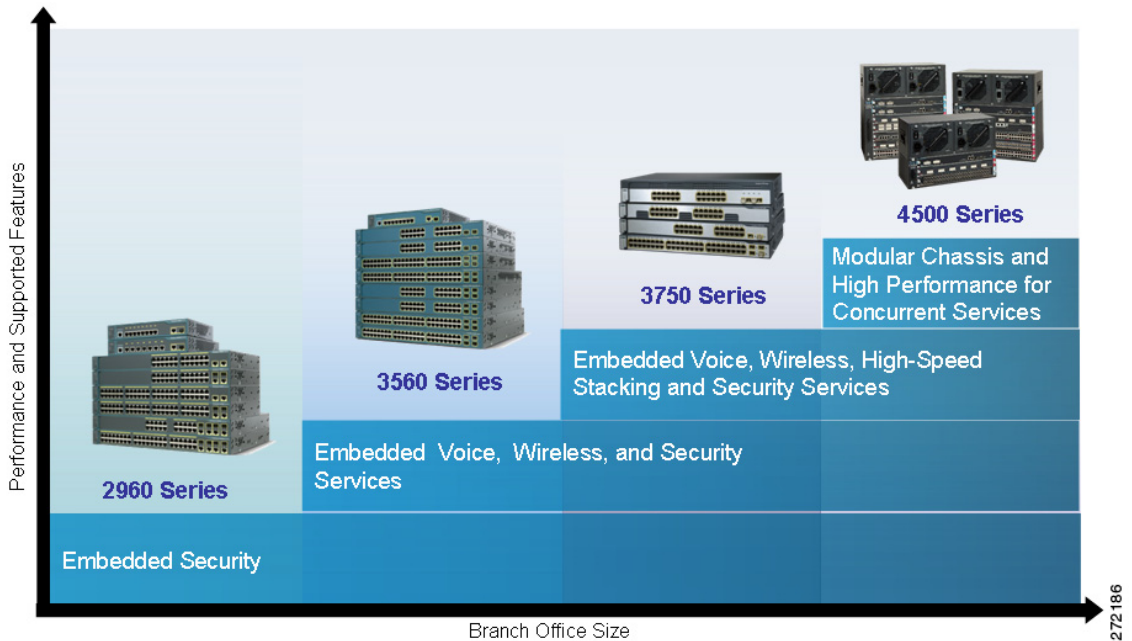 Performance and Supported Features
4500 Series
Modular Chassis and
High Performance for
Concurrent Services
3750 Series
Embedded Voice, Wireless, High-Speed
Stacking and Security Services
3560 Series
Embedded Voice, Wireless, and Security
Services
2960 Series
Embedded Security
Branch Office Size
272186